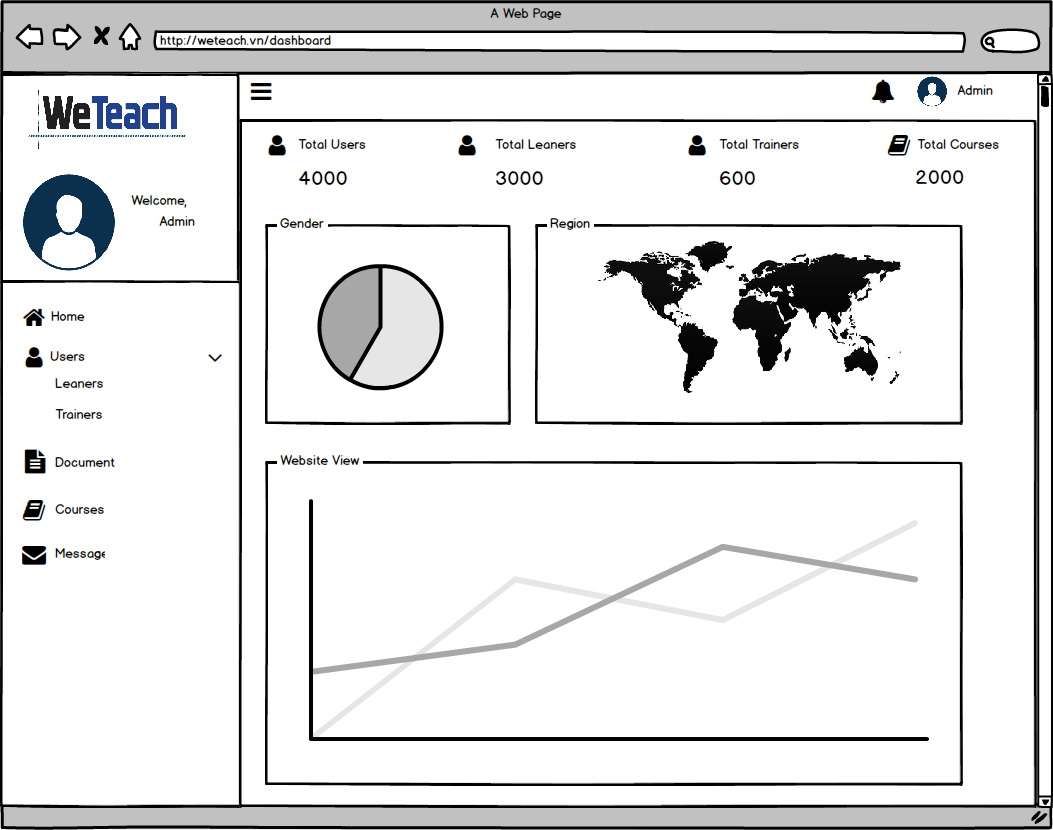 A Web Page
http://weteach.vn/dashboard
WeTeach
Welcome,
Admin
Home
Users
Leaners
Trainers
Document
Courses
Message
Admin
Total Users
4000
Total Leaners
3000
Total Trainers
600
Total Courses
2000
Gender
Region
Website View